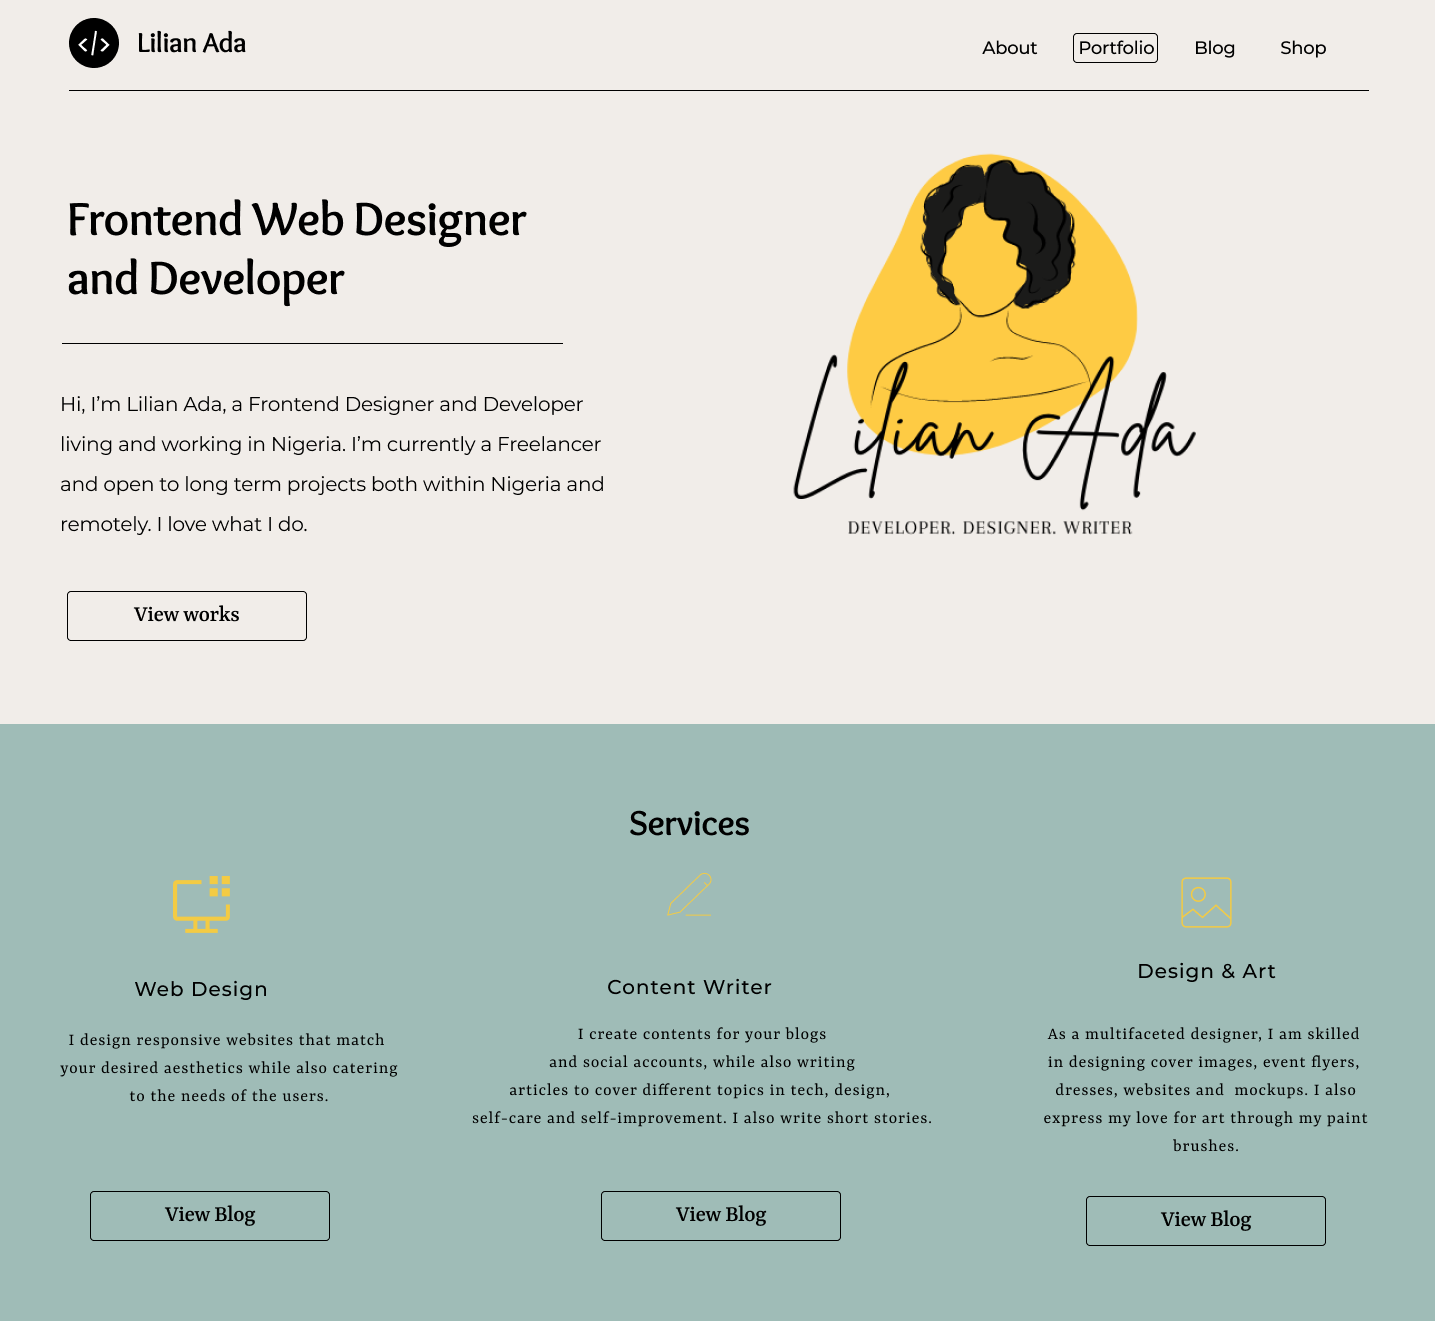 </> Lilian Ada
About Portfolio Blog Shop
Frontend Web Designer
and Developer
Hi, I’m Lilian Ada, a Frontend Designer and Developer
living and working in Nigeria. I’m currently a Freelancer
and open to long term projects both within Nigeria and
remotely. I love what I do.
View works
Lilian Ada
DEVELOPER. DESIGNER. WRITER
Services
Web Design
I design responsive websites that match
your desired aesthetics while also catering
to the needs of the users.
View Blog
Content Writer
I create contents for your blogs
and social accounts, while also writing
articles to cover different topics in tech, design,
self-care and self-improvement. I also write short stories.
View Blog
Design & Art
As a multifaceted designer, I am skilled
in designing cover images, event flyers,
dresses, websites and  mockups. I also
express my love for art through my paint
brushes.
View Blog